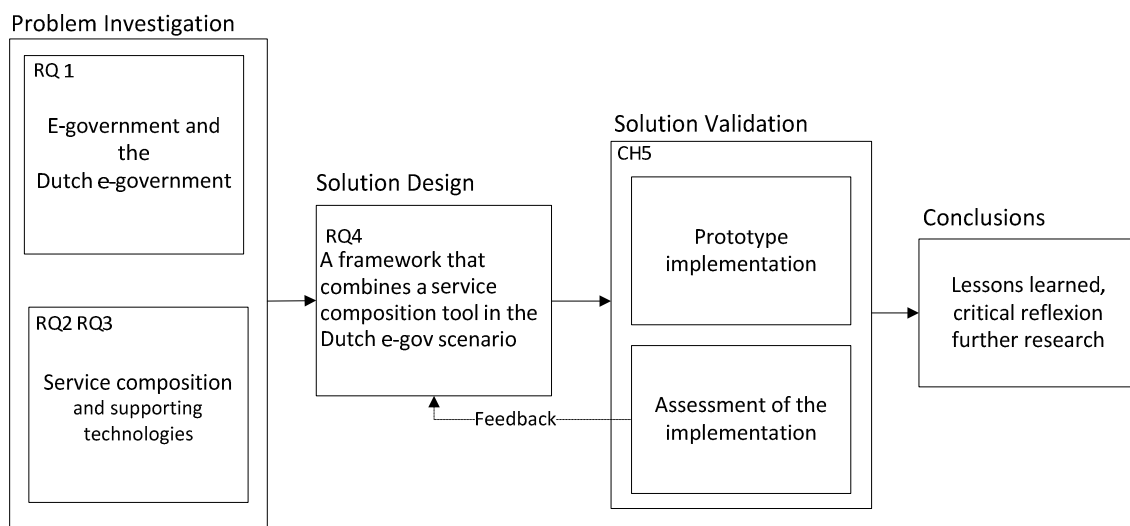 Problem Investigation
RQ 1
E-government and
the
Dutch e-government
RQ2 RQ3
Service composition
and supporting
technologies
Solution Design
RQ4
A framework that
combines a service
composition tool in the
Dutch e-gov scenario
Feedback
Solution Validation
CH5
Prototype
implementation
Assessment of the
implementation
Conclusions
Lessons learned,
critical reflexion
further research